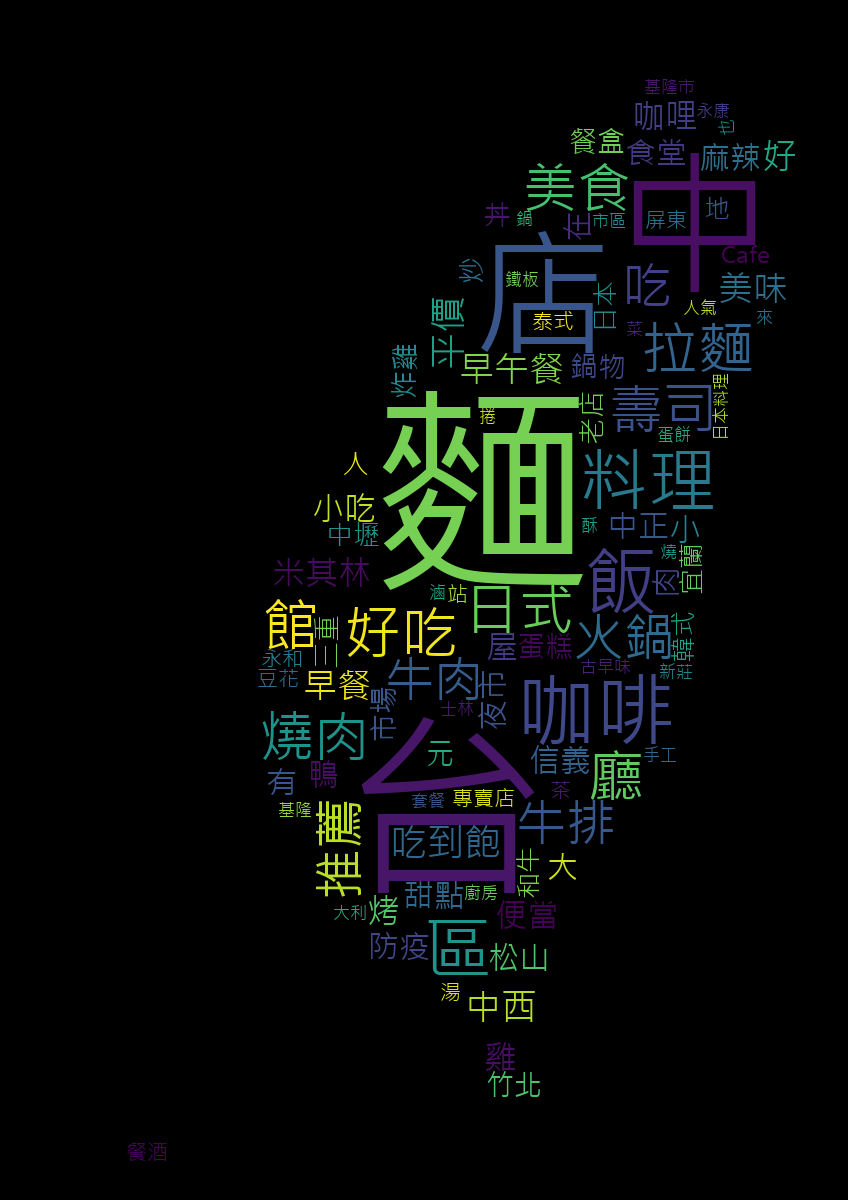 基隆市
咖哩
永康
也
餐盒
食堂
麻辣
好
美食
中
丼
鍋
在
市區
屏東
地
店
Cafe
炒
鐵板
吃
美味
日本
人氣
來
泰式
菜
平價
拉麵
炸雞
早午餐
鍋物
壽司
日本料理
老店
麵
捲
蛋餅
人
料理
小吃
中壢
酥
中正
小
米其林
燒
宜蘭
飯
肉
滷
站
日式
館
好吃
三重
火鍋
韓式
屋
蛋糕
永和
豆花
早餐
牛肉
古早味
新莊
夜市
市場
咖啡
士林
燒肉
台
元
信義
手工
有
鴨
廳
茶
基隆
套餐
專賣店
推薦
吃到飽
牛排
和牛
大
甜點
廚房
大利
烤
便當
防疫
區
松山
湯
中西
雞
竹北
餐酒